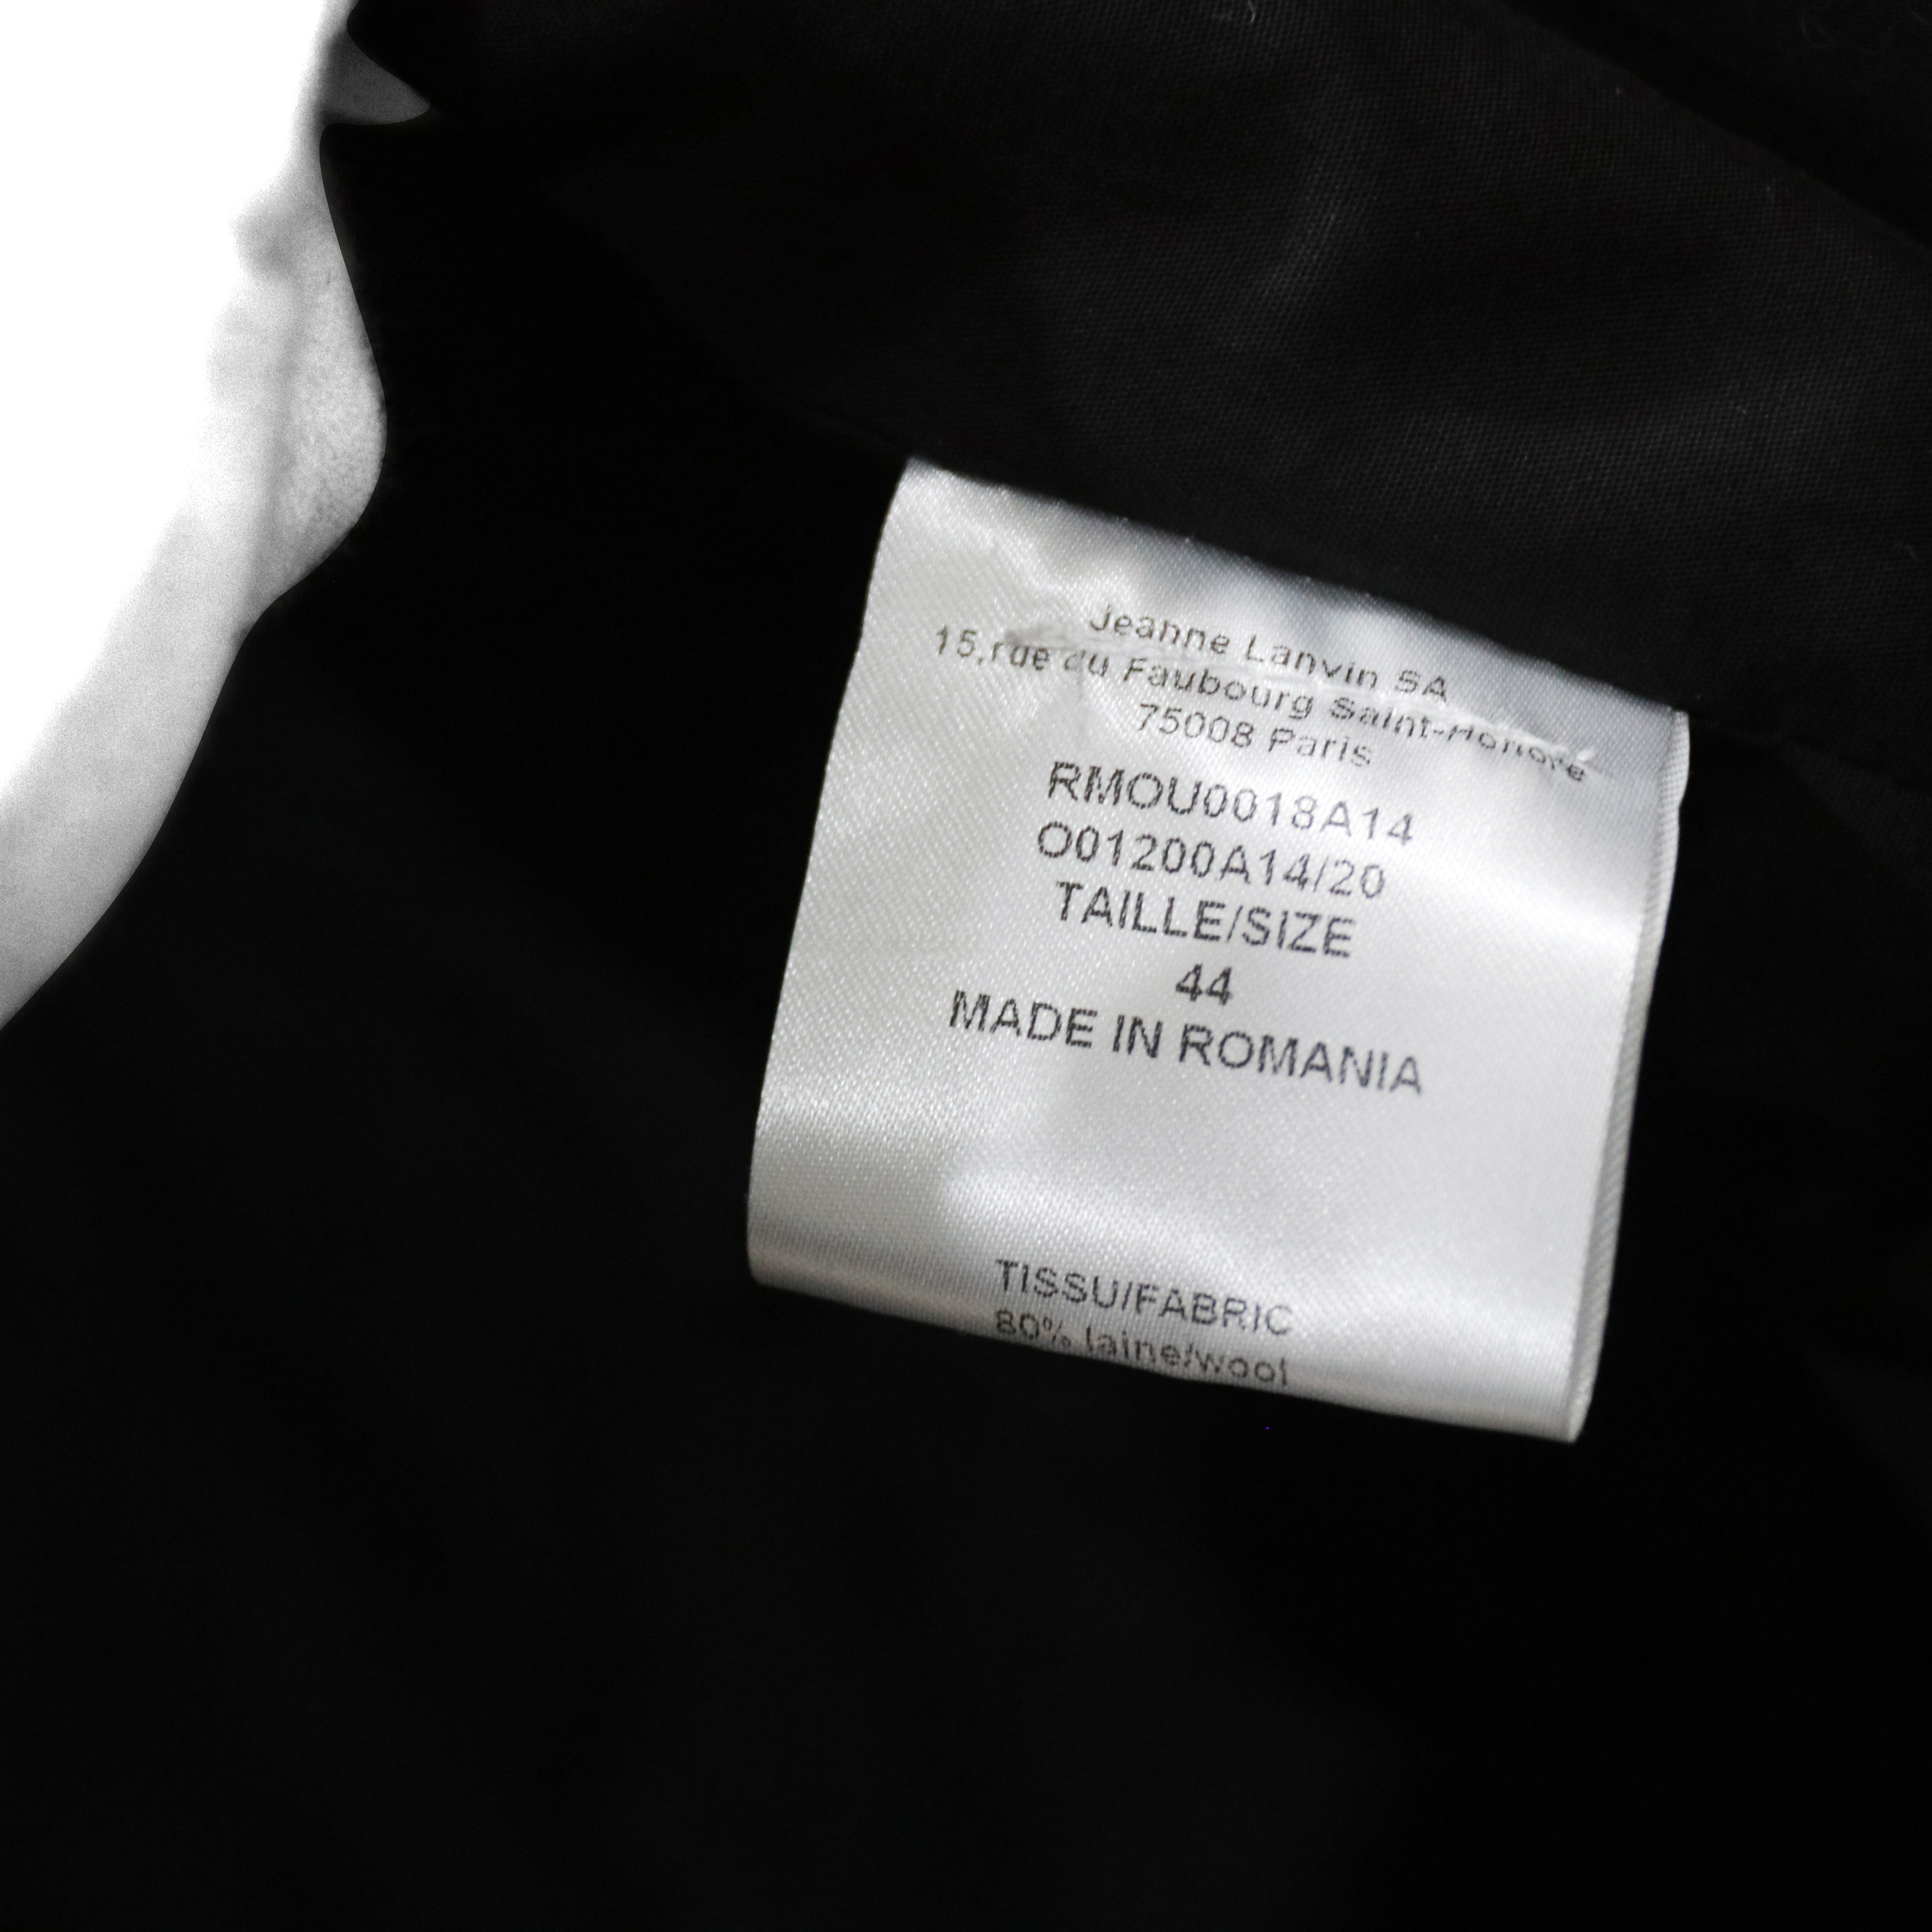 Jeanne Lanvin SA
15,rue du Faubourg Saint-Honoré
75008 Paris
RMOU0018A14
O01200A14/20
TAILLE/SIZE
44
MADE IN ROMANIA
TISSU/FABRIC
80% laine/wool